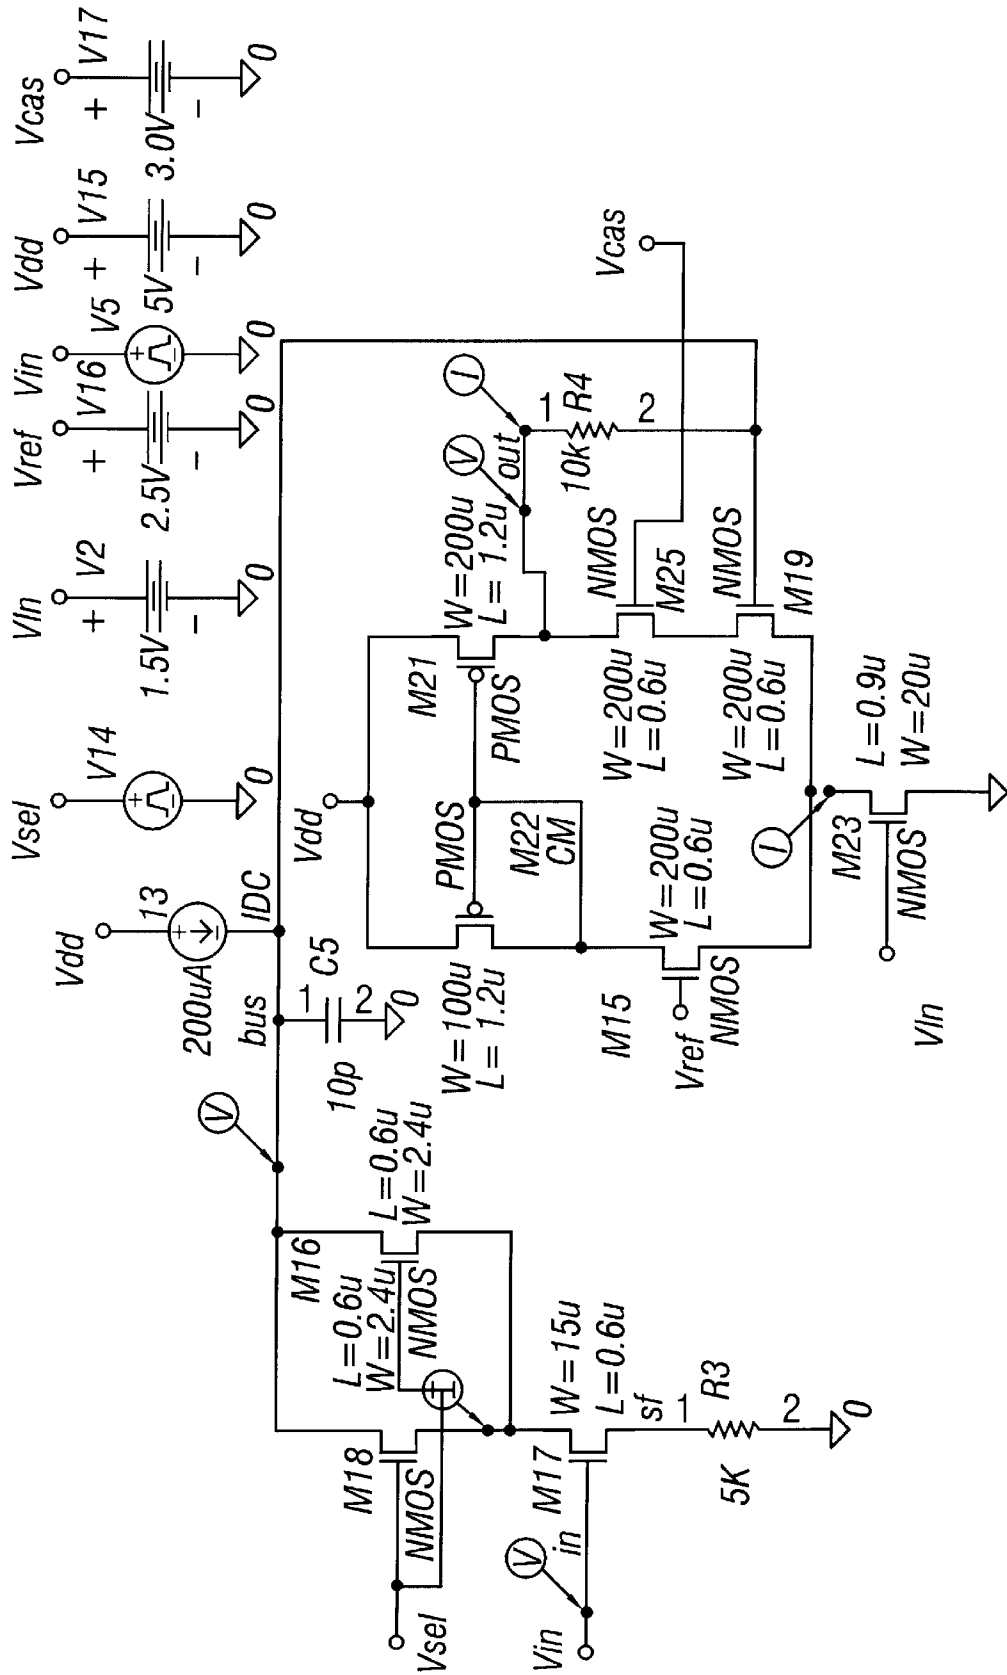 Vdd
13
200uA
IDC
Vsel
V14
0
Vln
+
V2
1.5V
-
0
Vref
+
V16
2.5V
-
0
Vin
V5
+
-
0
Vdd
+
V15
5V
-
0
Vcas
+
V17
3.0V
-
0
V
bus
1
C5
10p
2
0
M18
NMOS
Vsel
M16
L=0.6u
W=2.4u
NMOS
L=0.6u
W=2.4u
I
V
Vin
in
M17
W=15u
L=0.6u
sf
1
R3
5K
2
0
Vdd
W=100u
L= 1.2u
PMOS
M22
CM
M21
PMOS
W=200u
L= 1.2u
V
I
out
1
R4
10k
2
Vcas
NMOS
M25
W=200u
L=0.6u
NMOS
M19
W=200u
L=0.6u
M15
Vref
NMOS
W=200u
L=0.6u
I
M23
NMOS
L=0.9u
W=20u
Vln